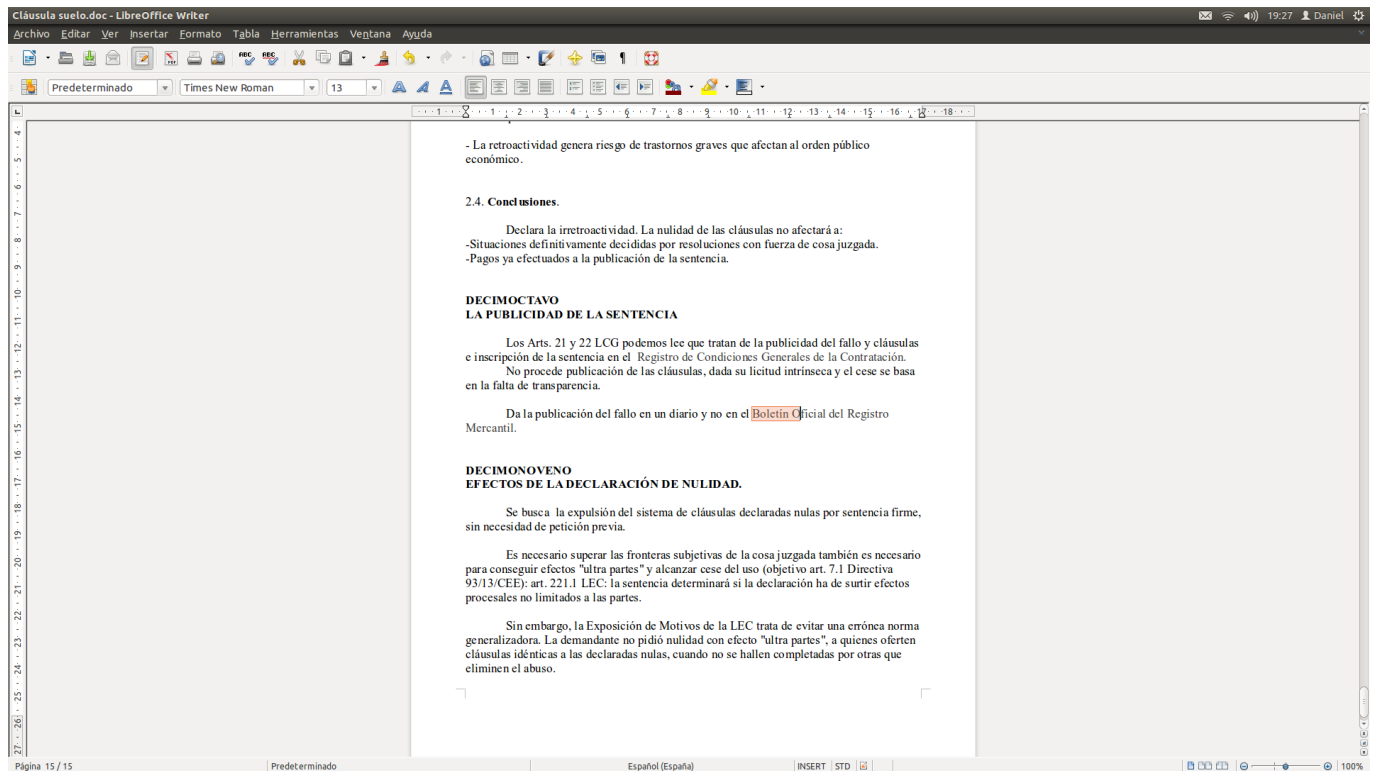 Cláusula suelo.doc - LibreOffice Writer 19:27 Daniel
Archivo Editar Ver Insertar Formato Tabla Herramientas Ventana Ayuda
Predeterminado Times New Roman 13
- La retroactividad genera riesgo de trastornos graves que afectan al orden público
económico.
2.4. Conclusiones.
Declara la irretroactividad. La nulidad de las cláusulas no afectará a:
-Situaciones definitivamente decididas por resoluciones con fuerza de cosa juzgada.
-Pagos ya efectuados a la publicación de la sentencia.
DECIMOCTAVO
LA PUBLICIDAD DE LA SENTENCIA
Los Arts. 21 y 22 LCG podemos lee que tratan de la publicidad del fallo y cláusulas
e inscripción de la sentencia en el Registro de Condiciones Generales de la Contratación.
No procede publicación de las cláusulas, dada su licitud intrínseca y el cese se basa
en la falta de transparencia.
Da la publicación del fallo en un diario y no en el Boletín Oficial del Registro
Mercantil.
DECIMONOVENO
EFECTOS DE LA DECLARACIÓN DE NULIDAD.
Se busca la expulsión del sistema de cláusulas declaradas nulas por sentencia firme,
sin necesidad de petición previa.
Es necesario superar las fronteras subjetivas de la cosa juzgada también es necesario
para conseguir efectos "ultra partes" y alcanzar cese del uso (objetivo art. 7.1 Directiva
93/13/CEE): art. 221.1 LEC: la sentencia determinará si la declaración ha de surtir efectos
procesales no limitados a las partes.
Sin embargo, la Exposición de Motivos de la LEC trata de evitar una errónea norma
generalizadora. La demandante no pidió nulidad con efecto "ultra partes", a quienes oferten
cláusulas idénticas a las declaradas nulas, cuando no se hallen completadas por otras que
eliminen el abuso.
Página 15 / 15 Predeterminado Español (España) INSERT STD 100%